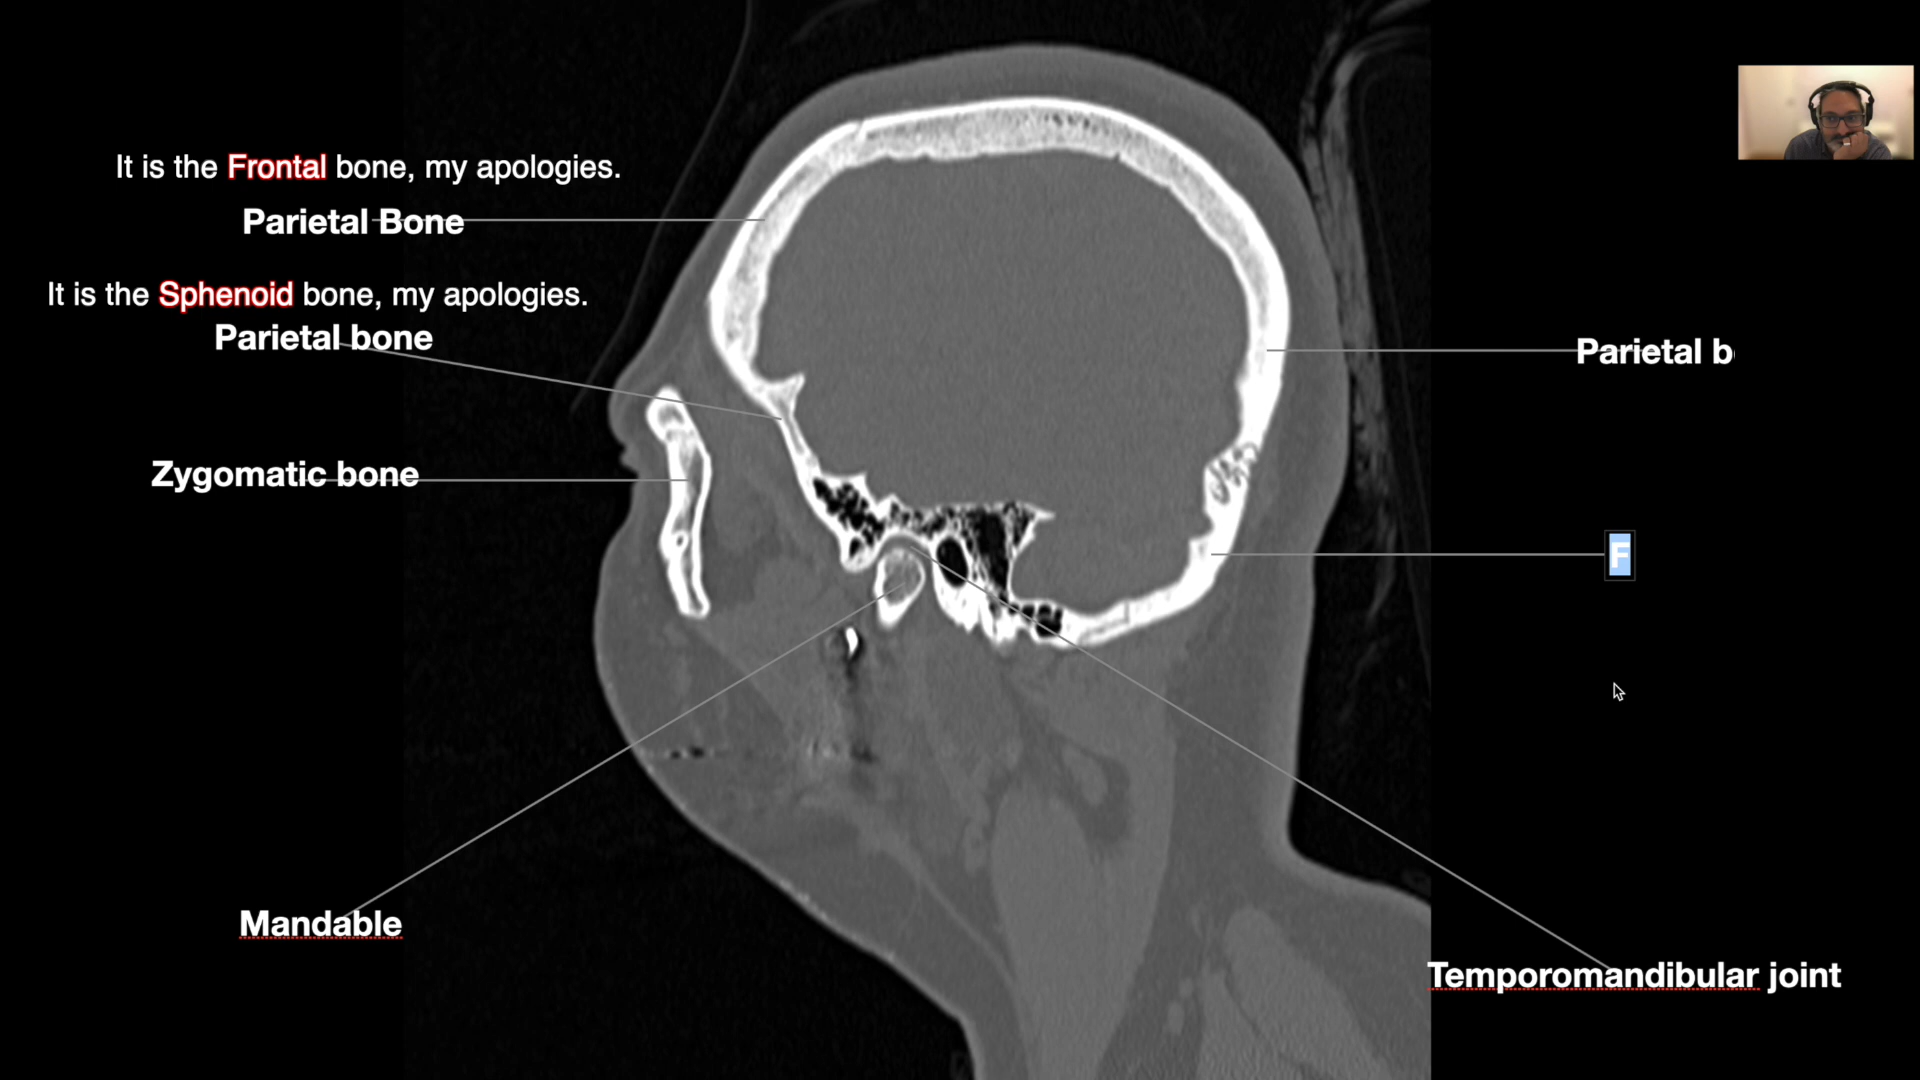 It is the Frontal bone, my apologies.
Parietal Bone
It is the Sphenoid bone, my apologies.
Parietal bone
Parietal b
Zygomatic bone
F
Mandable
Temporomandibular joint